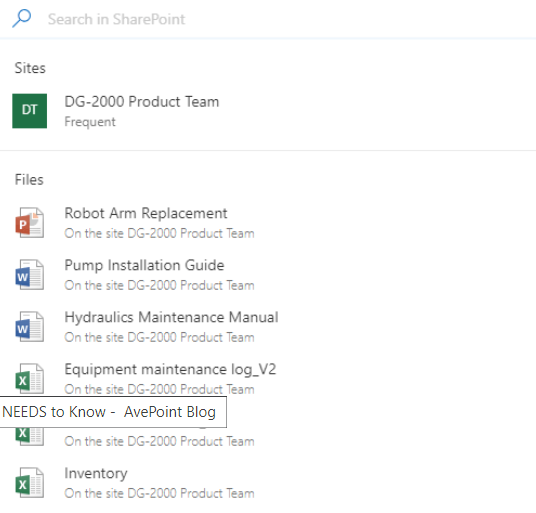 Search in SharePoint
Sites
DT
DG-2000 Product Team
Frequent
Files
P
Robot Arm Replacement
On the site DG-2000 Product Team
W
Pump Installation Guide
On the site DG-2000 Product Team
W
Hydraulics Maintenance Manual
On the site DG-2000 Product Team
X
Equipment maintenance log_V2
On the site DG-2000 Product Team
NEEDS to Know - AvePoint Blog
X
On the site DG-2000 Product Team
X
Inventory
On the site DG-2000 Product Team